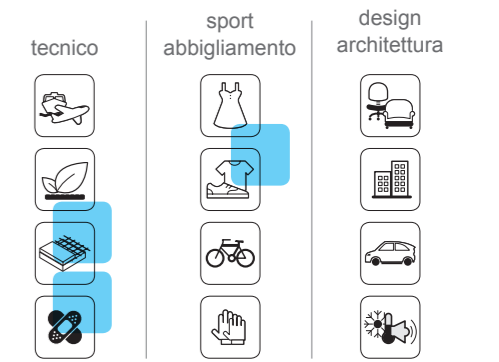 tecnico
sport
abbigliamento
design
architettura